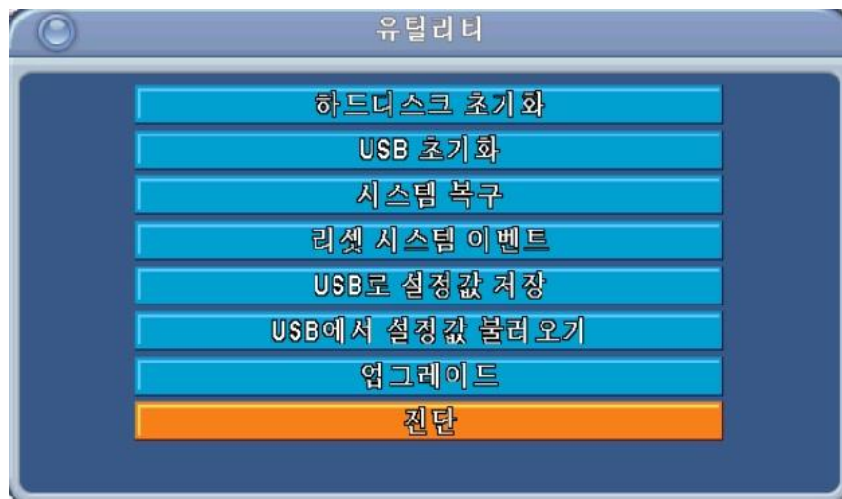 유틸리티
하드디스크 초기화
USB 초기화
시스템 복구
리셋 시스템 이벤트
USB로 설정값 저장
USB에서 설정값 불러오기
업그레이드
진단